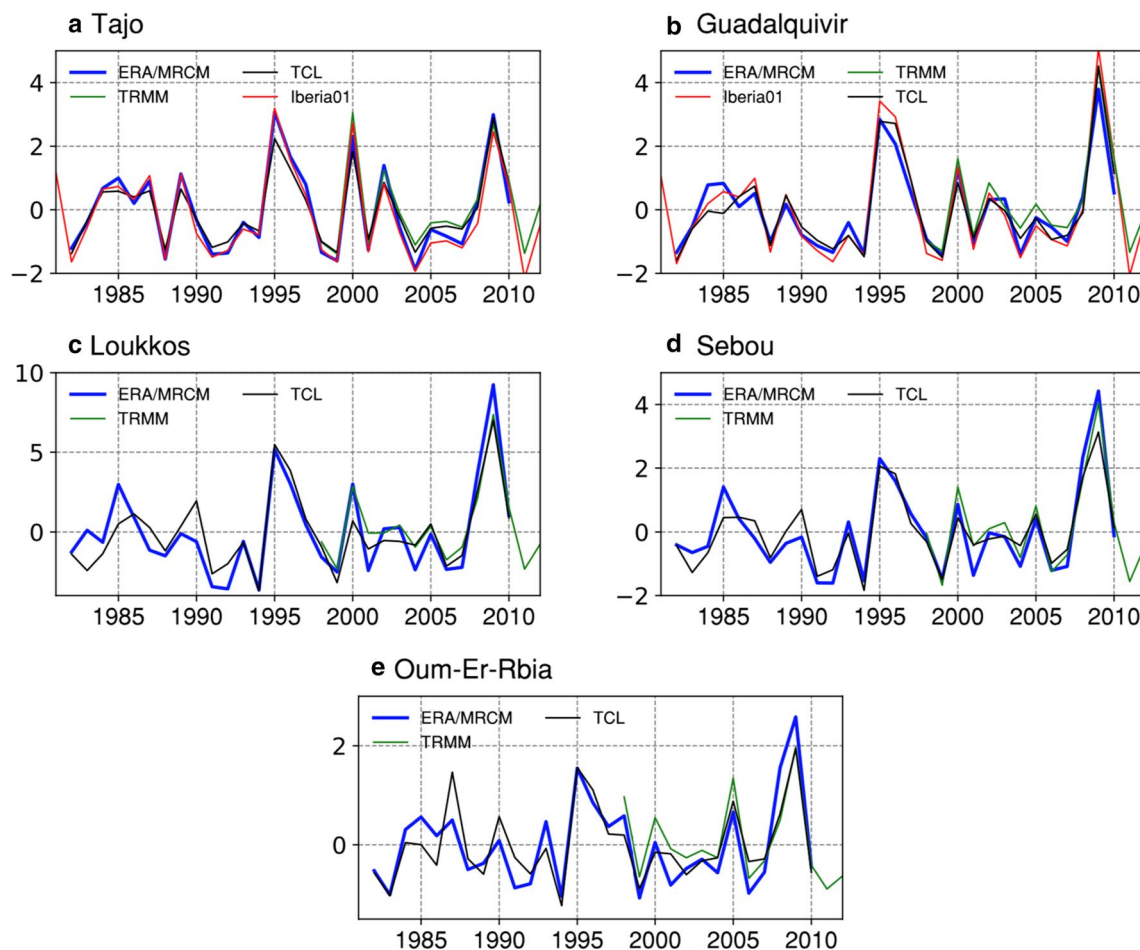 a Tajo
ERA/MRCM TCL
TRMM Iberia01
4
2
0
−2
1985 1990 1995 2000 2005 2010
b Guadalquivir
ERA/MRCM TRMM
Iberia01 TCL
4
2
0
−2
1985 1990 1995 2000 2005 2010
c Loukkos
ERA/MRCM TCL
TRMM
10
5
0
1985 1990 1995 2000 2005 2010
d Sebou
ERA/MRCM TCL
TRMM
4
2
0
−2
1985 1990 1995 2000 2005 2010
e Oum-Er-Rbia
ERA/MRCM TCL
TRMM
2
0
1985 1990 1995 2000 2005 2010